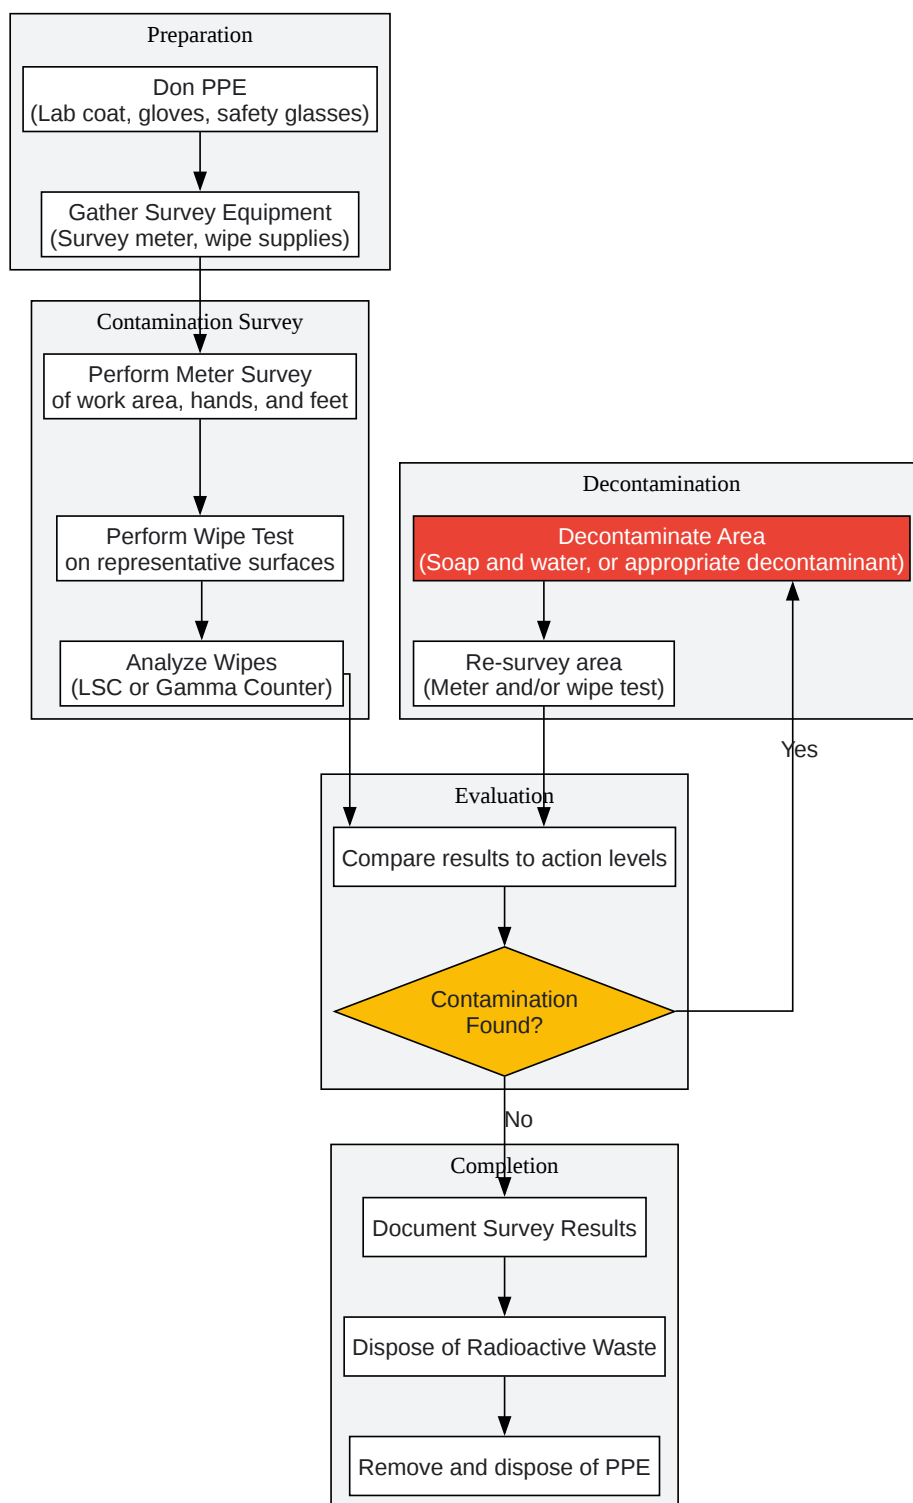 Preparation
Don PPE
(Lab coat, gloves, safety glasses)
Gather Survey Equipment
(Survey meter, wipe supplies)
Contamination Survey
Perform Meter Survey
of work area, hands, and feet
Perform Wipe Test
on representative surfaces
Analyze Wipes
(LSC or Gamma Counter)
Decontamination
Decontaminate Area
(Soap and water, or appropriate decontaminant)
Re-survey area
(Meter and/or wipe test)
Yes
Evaluation
Compare results to action levels
Contamination
Found?
No
Completion
Document Survey Results
Dispose of Radioactive Waste
Remove and dispose of PPE